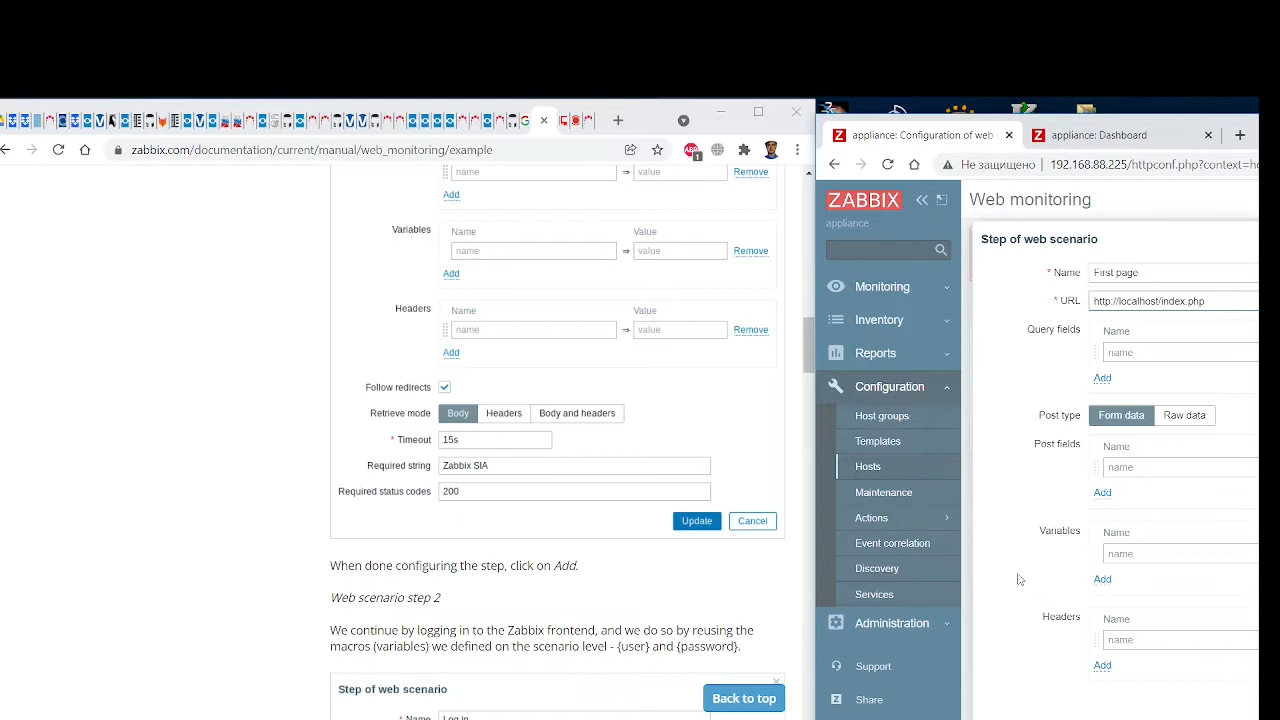 zabbix.com/documentation/current/manual/web_monitoring/example
1
name ⇒ value Remove
Add
Variables
Name Value
name ⇒ value Remove
Add
Headers
Name Value
name ⇒ value Remove
Add
Follow redirects
Retrieve mode Body Headers Body and headers
* Timeout 15s
Required string Zabbix SIA
Required status codes 200
Update Cancel
When done configuring the step, click on Add.
Web scenario step 2
We continue by logging in to the Zabbix frontend, and we do so by reusing the
macros (variables) we defined on the scenario level - {user} and {password}.
Step of web scenario
* Name Log in
Back to top
appliance: Configuration of web
appliance: Dashboard
Не защищено 192.168.88.225/httpconf.php?context=ho
ZABBIX
appliance
Monitoring
Inventory
Reports
Configuration
Host groups
Templates
Hosts
Maintenance
Actions
Event correlation
Discovery
Services
Administration
Support
Share
Web monitoring
Step of web scenario
* Name First page
* URL http://localhost/index.php
Query fields Name
name
Add
Post type Form data Raw data
Post fields Name
name
Add
Variables Name
name
Add
Headers Name
name
Add